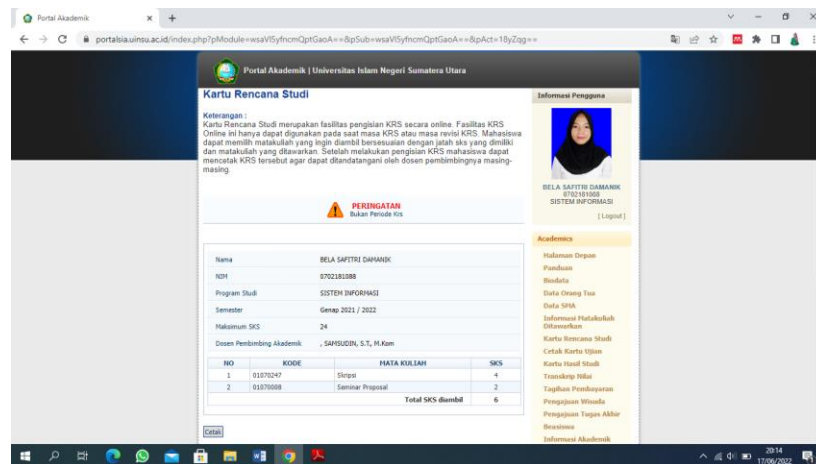 Portal Akademik
portalsia.uinsu.ac.id/index.php?pModule=wsaVl5yfncmQptGaoA==&pSub=wsaVl5yfncmQptGaoA==&pAct=18yZqg==
Portal Akademik | Universitas Islam Negeri Sumatera Utara
Kartu Rencana Studi
Keterangan :
Kartu Rencana Studi merupakan fasilitas pengisian KRS secara online. Fasilitas KRS
Online ini hanya dapat digunakan pada saat masa KRS atau masa revisi KRS. Mahasiswa
dapat memilih matakuliah yang ingin diambil bersesuaian dengan jatah sks yang dimiliki
dan matakuliah yang ditawarkan. Setelah melakukan pengisian KRS mahasiswa dapat
mencetak KRS tersebut agar dapat ditandatangani oleh dosen pembimbingnya masing-
masing.
PERINGATAN
Bukan Periode Krs
Nama BELA SAFITRI DAMANIK
NIM 0702181088
Program Studi SISTEM INFORMASI
Semester Genap 2021 / 2022
Maksimum SKS 24
Dosen Pembimbing Akademik , SAMSUDIN, S.T., M.Kom
NO KODE MATA KULIAH SKS
1 01070247 Skripsi 4
2 01070008 Seminar Proposal 2
Total SKS diambil 6
Cetak
Informasi Pengguna
BELA SAFITRI DAMANIK
0702181088
SISTEM INFORMASI
[ Logout ]
Academics
Halaman Depan
Panduan
Biodata
Data Orang Tua
Data SMA
Informasi Matakuliah
Ditawarkan
Kartu Rencana Studi
Cetak Kartu Ujian
Kartu Hasil Studi
Transkrip Nilai
Tagihan Pembayaran
Pengajuan Wisuda
Pengajuan Tugas Akhir
Beasiswa
Informasi Akademik
20:14
17/06/2022